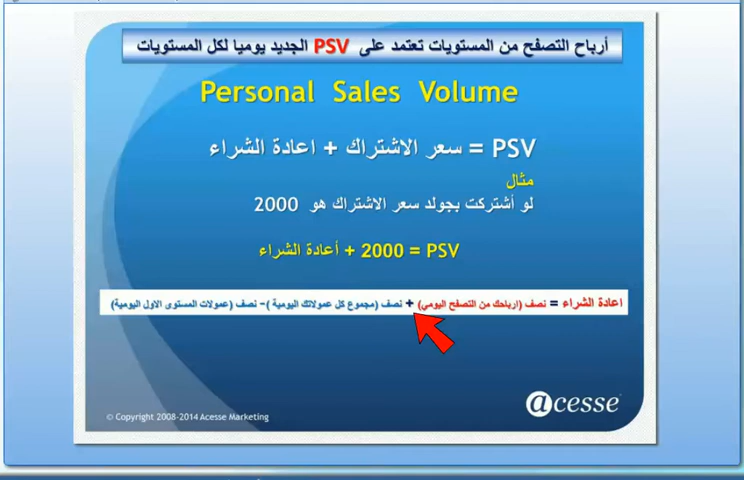 أرباح التصفح من المستويات تعتمد على PSV الجديد يوميا لكل المستويات
Personal Sales Volume
PSV = سعر الاشتراك + اعادة الشراء
مثال
لو أشتركت بجولد سعر الاشتراك هو 2000
PSV = 2000 + أعادة الشراء
اعادة الشراء = نصف (ارباحك من التصفح اليومي) + نصف (مجموع كل عمولاتك اليومية )- نصف (عمولات المستوى الاول اليومية)
© Copyright 2008-2014 Acesse Marketing
acesse